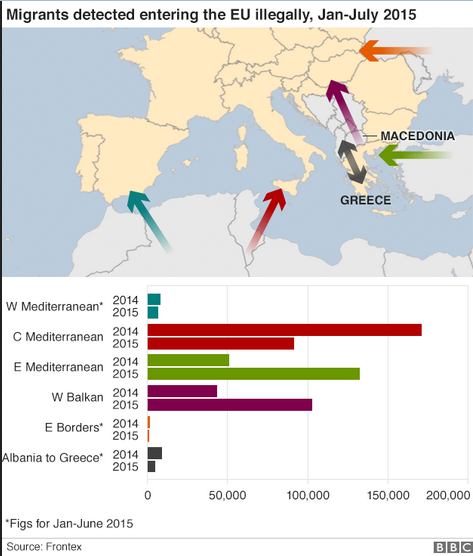 Migrants detected entering the EU illegally, Jan-July 2015
MACEDONIA
GREECE
W Mediterranean* 2014
2015
C Mediterranean 2014
2015
E Mediterranean 2014
2015
W Balkan 2014
2015
E Borders* 2014
2015
Albania to Greece* 2014
2015
0 50,000 100,000 150,000 200,000
*Figs for Jan-June 2015
Source: Frontex BBC